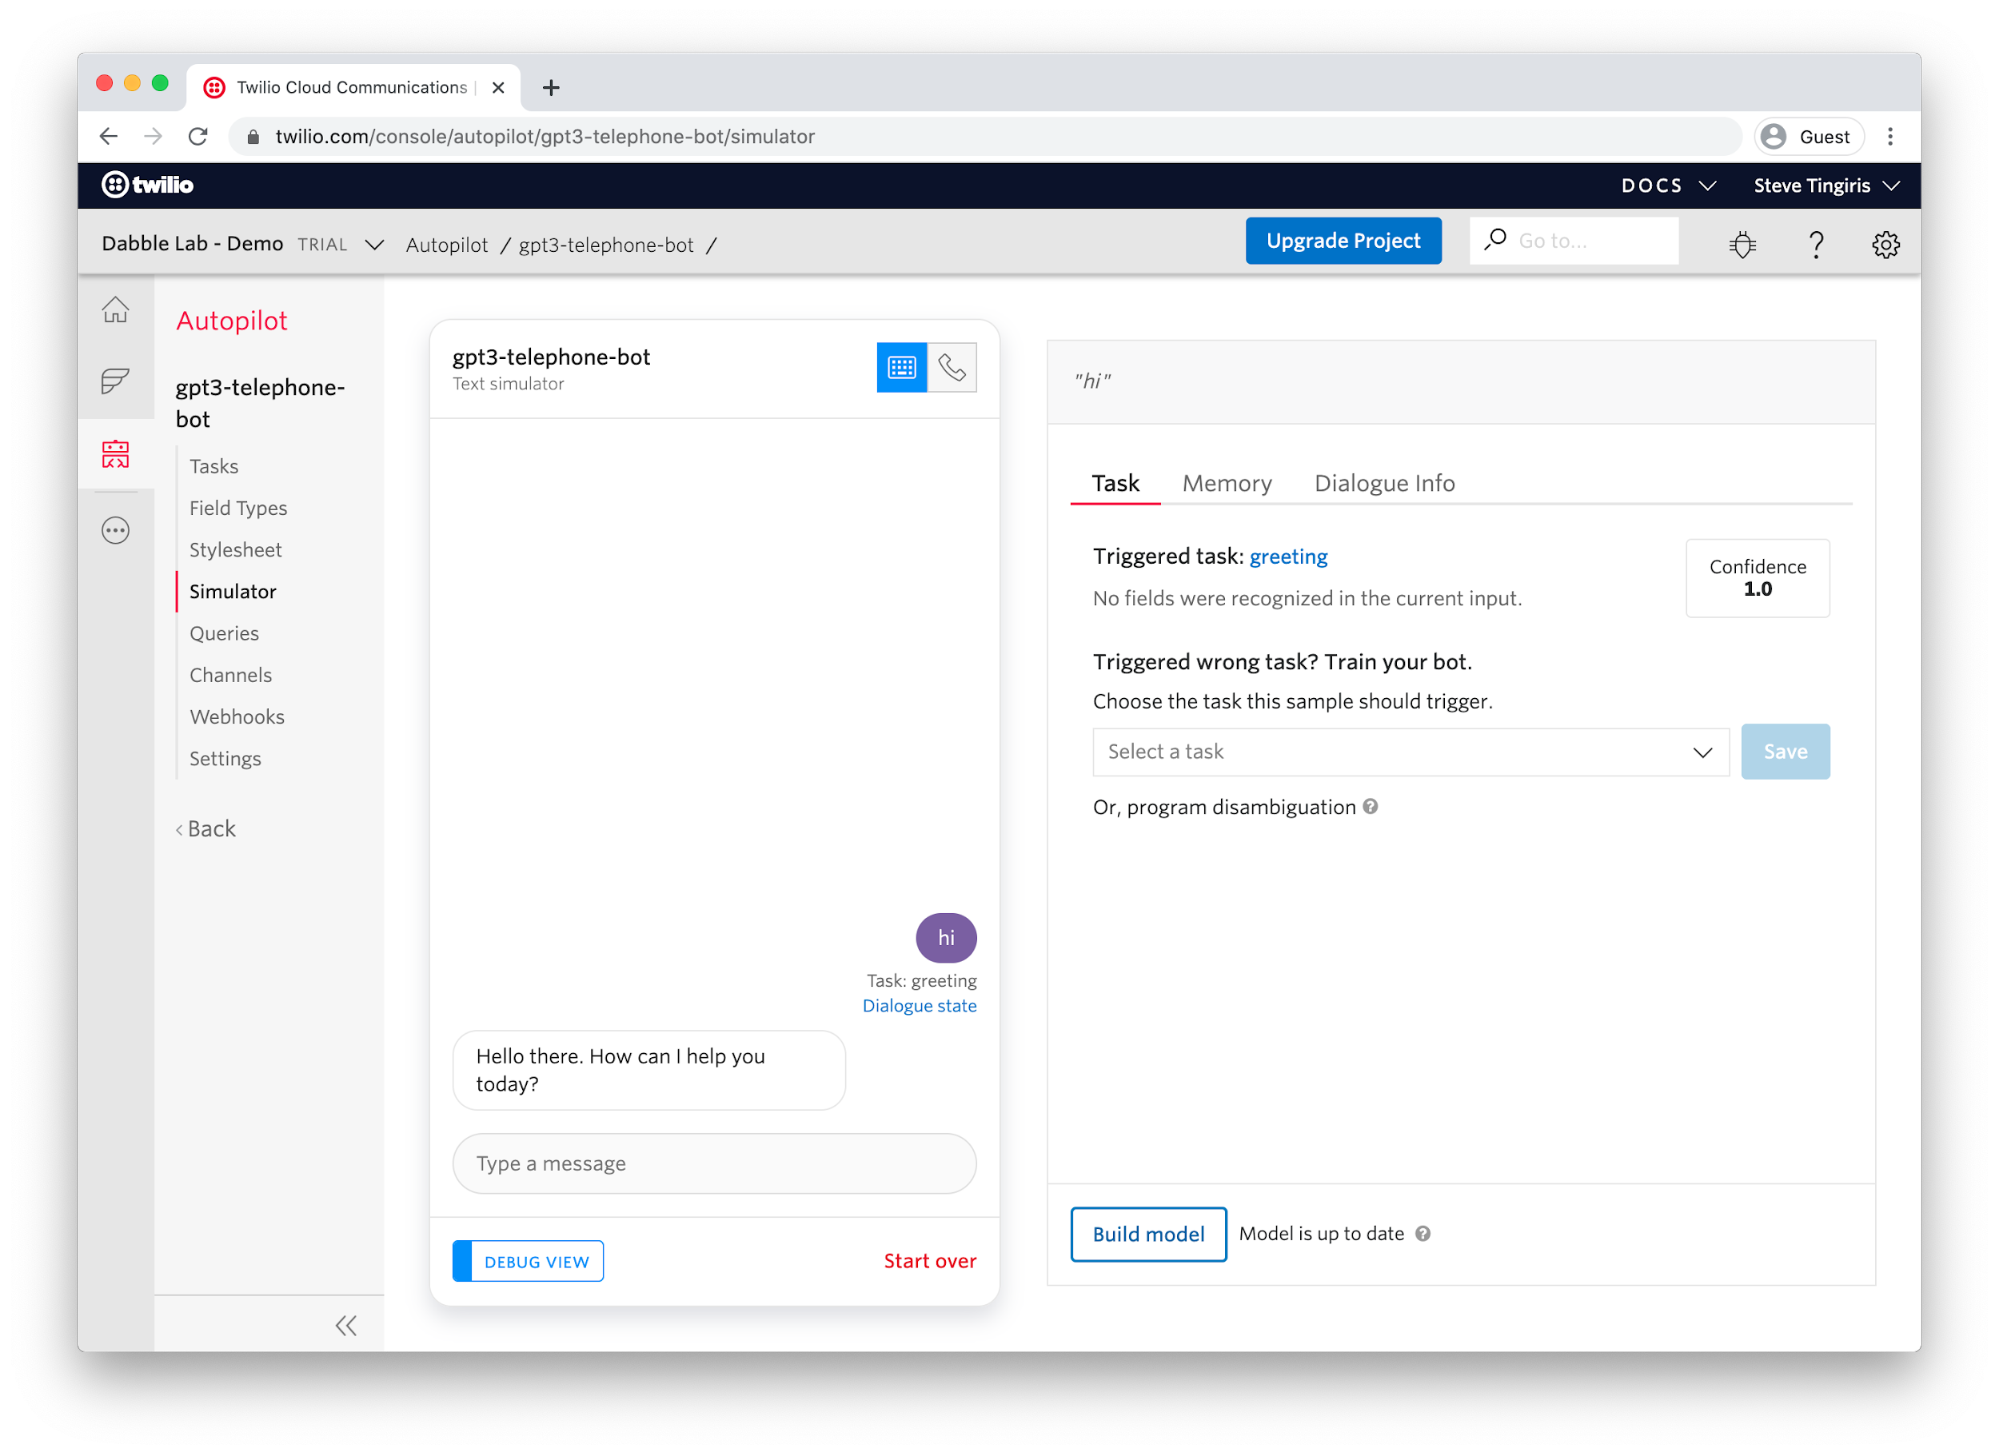 Twilio Cloud Communications |
twilio.com/console/autopilot/gpt3-telephone-bot/simulator
Guest
twilio
DOCS
Steve Tingiris
Dabble Lab - Demo TRIAL
Autopilot / gpt3-telephone-bot /
Upgrade Project
Go to...
Autopilot
gpt3-telephone-
bot
Tasks
Field Types
Stylesheet
Simulator
Queries
Channels
Webhooks
Settings
‹ Back
gpt3-telephone-bot
Text simulator
hi
Task: greeting
Dialogue state
Hello there. How can I help you
today?
Type a message
DEBUG VIEW
Start over
"hi"
Task
Memory
Dialogue Info
Triggered task: greeting
No fields were recognized in the current input.
Confidence
1.0
Triggered wrong task? Train your bot.
Choose the task this sample should trigger.
Select a task
Save
Or, program disambiguation ?
Build model
Model is up to date ?